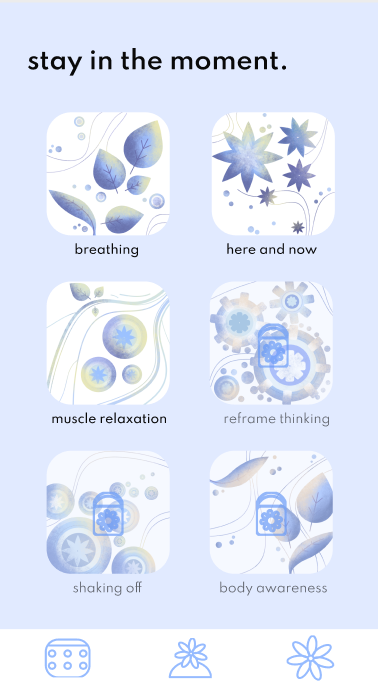 stay in the moment.
breathing
here and now
muscle relaxation
reframe thinking
shaking off
body awareness